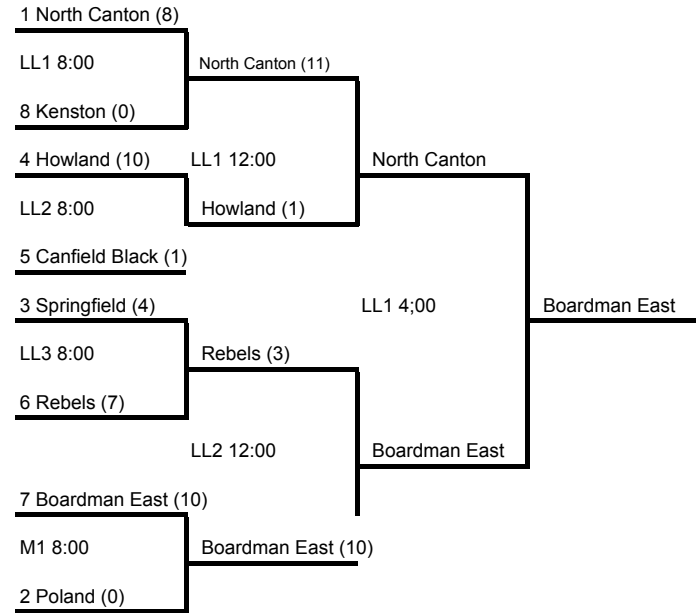 1 North Canton (8)
LL1 8:00
North Canton (11)
8 Kenston (0)
4 Howland (10)
LL1 12:00
North Canton
LL2 8:00
Howland (1)
5 Canfield Black (1)
3 Springfield (4)
LL1 4;00
Boardman East
LL3 8:00
Rebels (3)
6 Rebels (7)
LL2 12:00
Boardman East
7 Boardman East (10)
M1 8:00
Boardman East (10)
2 Poland (0)